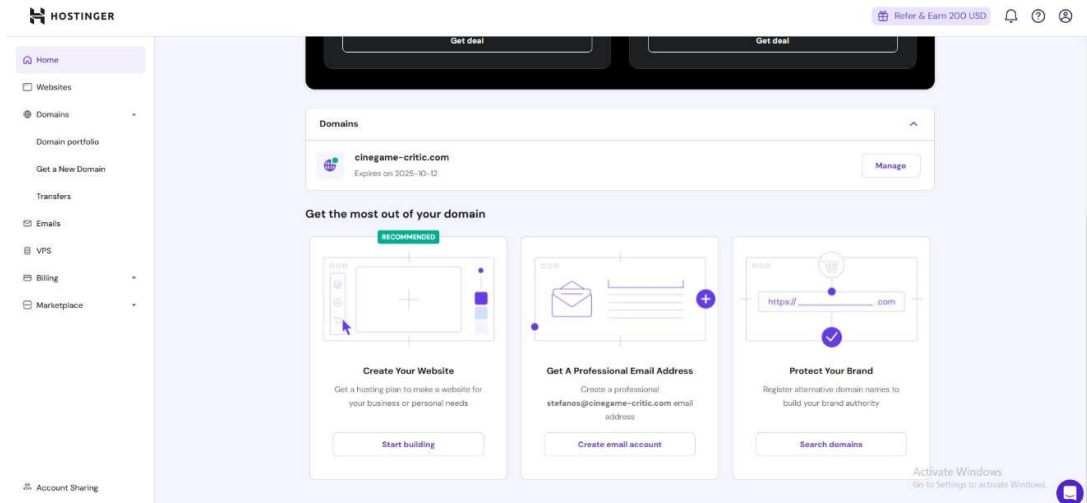 HOSTINGER
Refer & Earn 200 USD
Home
Websites
Domains
Domain portfolio
Get a New Domain
Transfers
Emails
VPS
Billing
Marketplace
Account Sharing
Get deal
Get deal
Domains
cinegame-critic.com
Expires on 2025-10-12
Manage
Get the most out of your domain
RECOMMENDED
Create Your Website
Get a hosting plan to make a website for
your business or personal needs
Start building
Get A Professional Email Address
Create a professional
stefanos@cinegame-critic.com email
address
Create email account
https:// .com
Protect Your Brand
Register alternative domain names to
build your brand authority
Search domains
Activate Windows
Go to Settings to activate Windows.